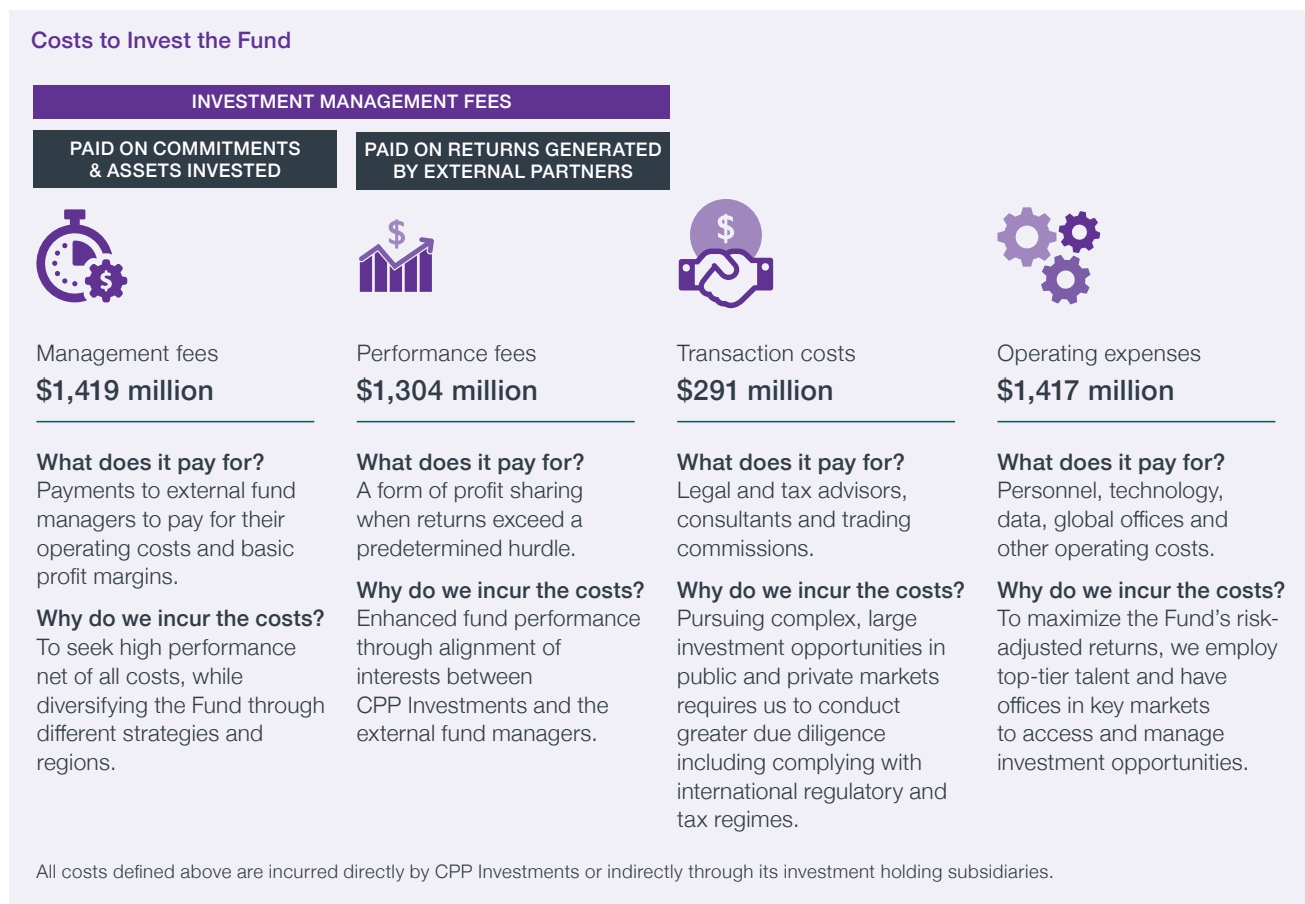 Costs to Invest the Fund
INVESTMENT MANAGEMENT FEES
PAID ON COMMITMENTS
& ASSETS INVESTED
PAID ON RETURNS GENERATED
BY EXTERNAL PARTNERS
$
Management fees
$1,419 million
What does it pay for?
Payments to external fund
managers to pay for their
operating costs and basic
profit margins.
Why do we incur the costs?
To seek high performance
net of all costs, while
diversifying the Fund through
different strategies and
regions.
$
Performance fees
$1,304 million
What does it pay for?
A form of profit sharing
when returns exceed a
predetermined hurdle.
Why do we incur the costs?
Enhanced fund performance
through alignment of
interests between
CPP Investments and the
external fund managers.
$
Transaction costs
$291 million
What does it pay for?
Legal and tax advisors,
consultants and trading
commissions.
Why do we incur the costs?
Pursuing complex, large
investment opportunities in
public and private markets
requires us to conduct
greater due diligence
including complying with
international regulatory and
tax regimes.
Operating expenses
$1,417 million
What does it pay for?
Personnel, technology,
data, global offices and
other operating costs.
Why do we incur the costs?
To maximize the Fund's risk-
adjusted returns, we employ
top-tier talent and have
offices in key markets
to access and manage
investment opportunities.
All costs defined above are incurred directly by CPP Investments or indirectly through its investment holding subsidiaries.